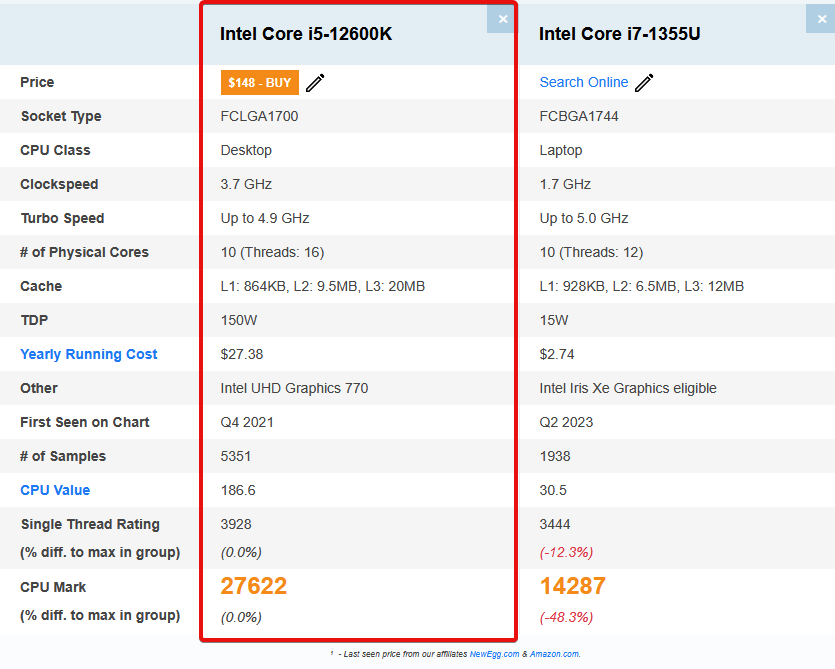 Intel Core i5-12600K × Intel Core i7-1355U ×
Price $148 - BUY Search Online
Socket Type FCLGA1700 FCBGA1744
CPU Class Desktop Laptop
Clockspeed 3.7 GHz 1.7 GHz
Turbo Speed Up to 4.9 GHz Up to 5.0 GHz
# of Physical Cores 10 (Threads: 16) 10 (Threads: 12)
Cache L1: 864KB, L2: 9.5MB, L3: 20MB L1: 928KB, L2: 6.5MB, L3: 12MB
TDP 150W 15W
Yearly Running Cost $27.38 $2.74
Other Intel UHD Graphics 770 Intel Iris Xe Graphics eligible
First Seen on Chart Q4 2021 Q2 2023
# of Samples 5351 1938
CPU Value 186.6 30.5
Single Thread Rating 3928 3444
(% diff. to max in group) (0.0%) (-12.3%)
CPU Mark 27622 14287
(% diff. to max in group) (0.0%) (-48.3%)
¹ - Last seen price from our affiliates NewEgg.com & Amazon.com.